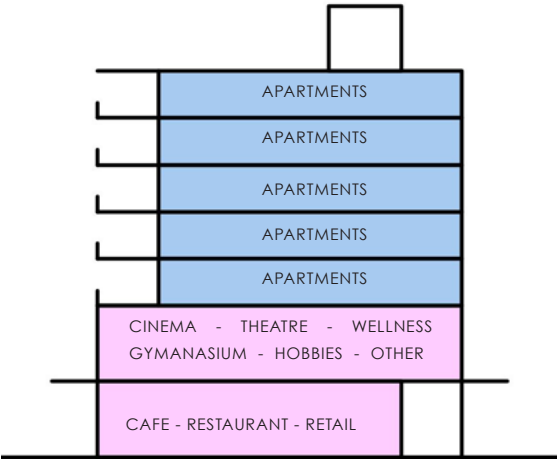 APARTMENTS
APARTMENTS
APARTMENTS
APARTMENTS
APARTMENTS
CINEMA - THEATRE - WELLNESS
GYMANASIUM - HOBBIES - OTHER
CAFE - RESTAURANT - RETAIL